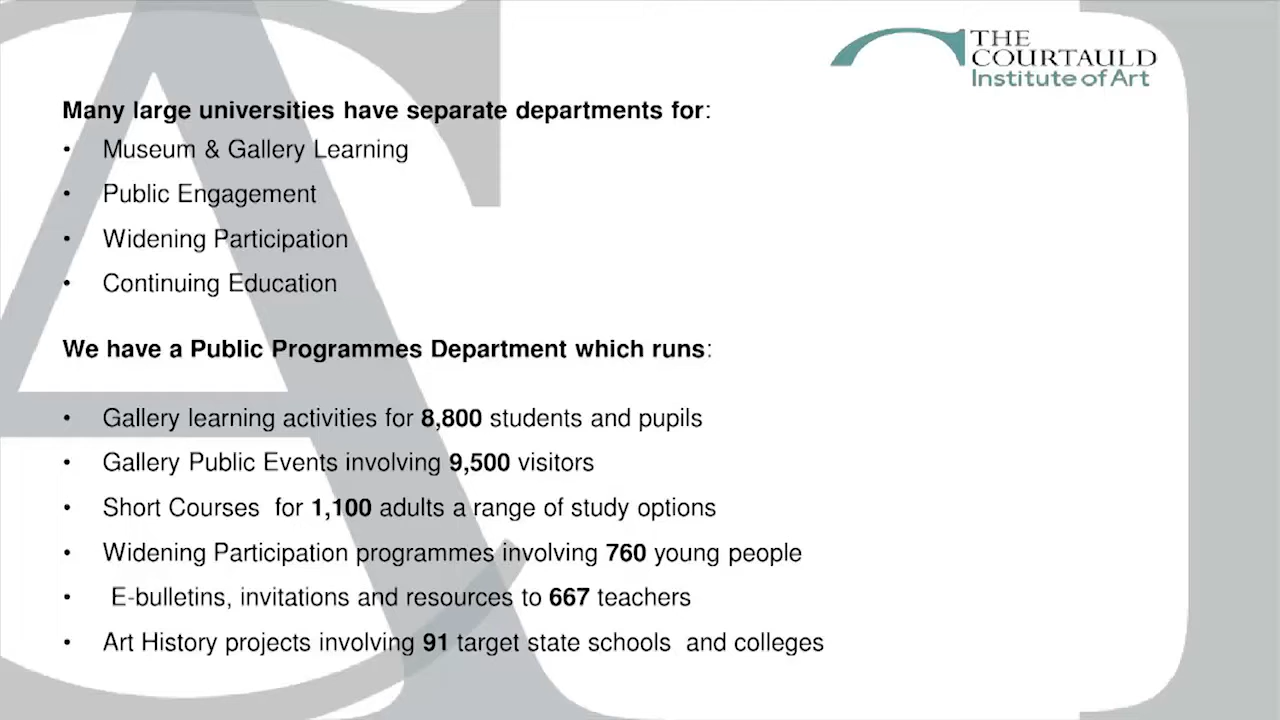 THE
COURTAULD
Institute of Art
Many large universities have separate departments for:
• Museum & Gallery Learning
• Public Engagement
• Widening Participation
• Continuing Education
We have a Public Programmes Department which runs:
• Gallery learning activities for 8,800 students and pupils
• Gallery Public Events involving 9,500 visitors
• Short Courses  for 1,100 adults a range of study options
• Widening Participation programmes involving 760 young people
• E-bulletins, invitations and resources to 667 teachers
• Art History projects involving 91 target state schools  and colleges